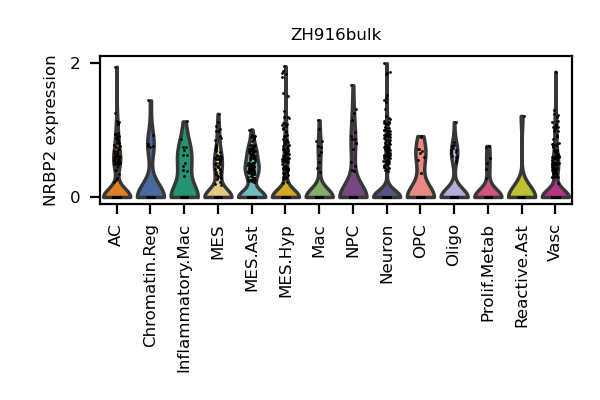 ZH916bulk
NRBP2 expression
2
0
AC
Chromatin.Reg
Inflammatory.Mac
MES
MES.Ast
MES.Hyp
Mac
NPC
Neuron
OPC
Oligo
Prolif.Metab
Reactive.Ast
Vasc